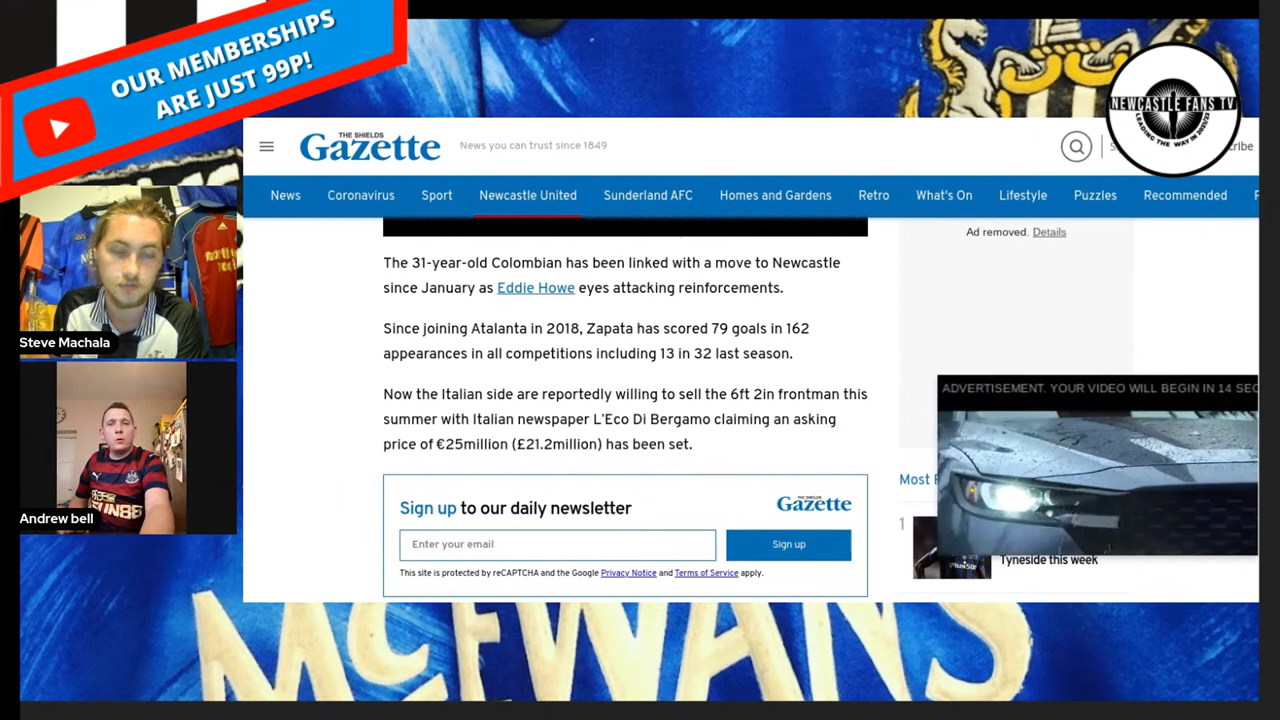 OUR MEMBERSHIPS
ARE JUST 99P!
NEWCASTLE FANS TV
LEADING THE WAY IN 2021/22
THE SHIELDS
Gazette
News you can trust since 1849
News
Coronavirus
Sport
Newcastle United
Sunderland AFC
Homes and Gardens
Retro
What's On
Lifestyle
Puzzles
Recommended
Ad removed. Details
The 31-year-old Colombian has been linked with a move to Newcastle
since January as Eddie Howe eyes attacking reinforcements.
Since joining Atalanta in 2018, Zapata has scored 79 goals in 162
appearances in all competitions including 13 in 32 last season.
Now the Italian side are reportedly willing to sell the 6ft 2in frontman this
summer with Italian newspaper L'Eco Di Bergamo claiming an asking
price of €25million (£21.2million) has been set.
ADVERTISEMENT. YOUR VIDEO WILL BEGIN IN 14 SEC
Most
1
Tyneside this week
Sign up to our daily newsletter
Gazette
Enter your email
Sign up
This site is protected by reCAPTCHA and the Google Privacy Notice and Terms of Service apply.
Steve Machala
Andrew bell
McEWAN'S